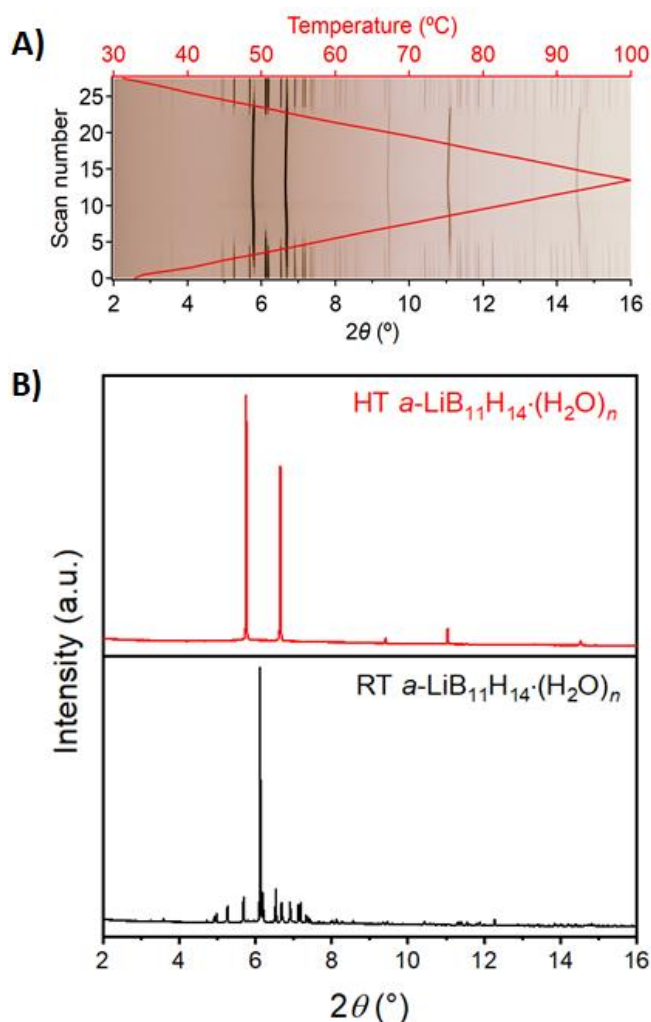 A)
Temperature (ºC)
30 40 50 60 70 80 90 100
Scan number
25
20
15
10
5
0
2 4 6 8 10 12 14 16
2θ (º)
B)
Intensity (a.u.)
HT a-LiB₁₁H₁₄·(H₂O)ₙ
RT a-LiB₁₁H₁₄·(H₂O)ₙ
2 4 6 8 10 12 14 16
2θ (°)